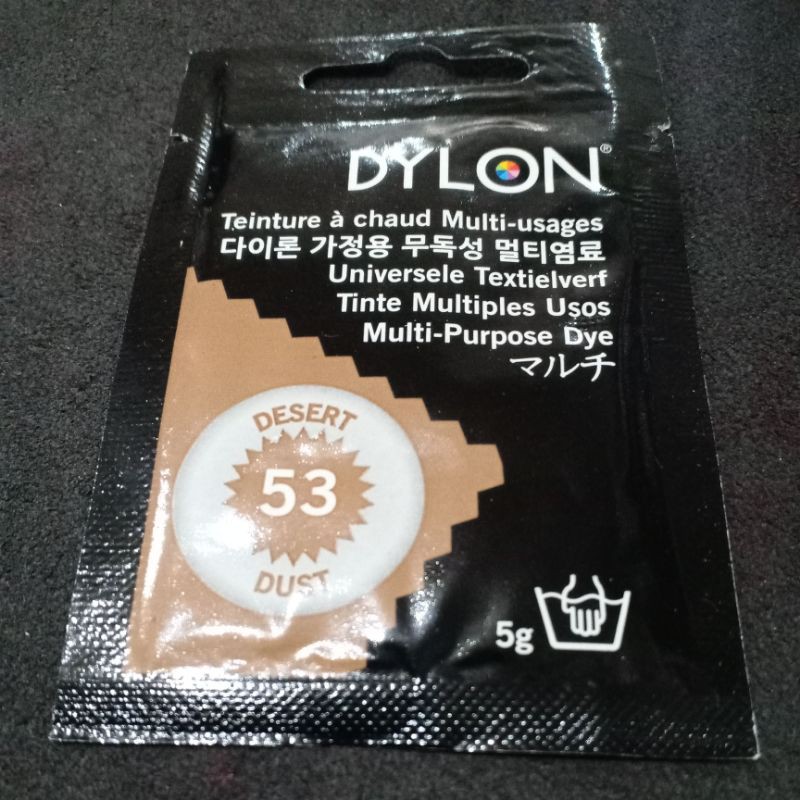 DYLON®
Teinture à chaud Multi-usages
다이론 가정용 무독성 멀티염료
Universele Textielverf
Tinte Multiples Usos
Multi-Purpose Dye
マルチ
DESERT
53
DUST
5g